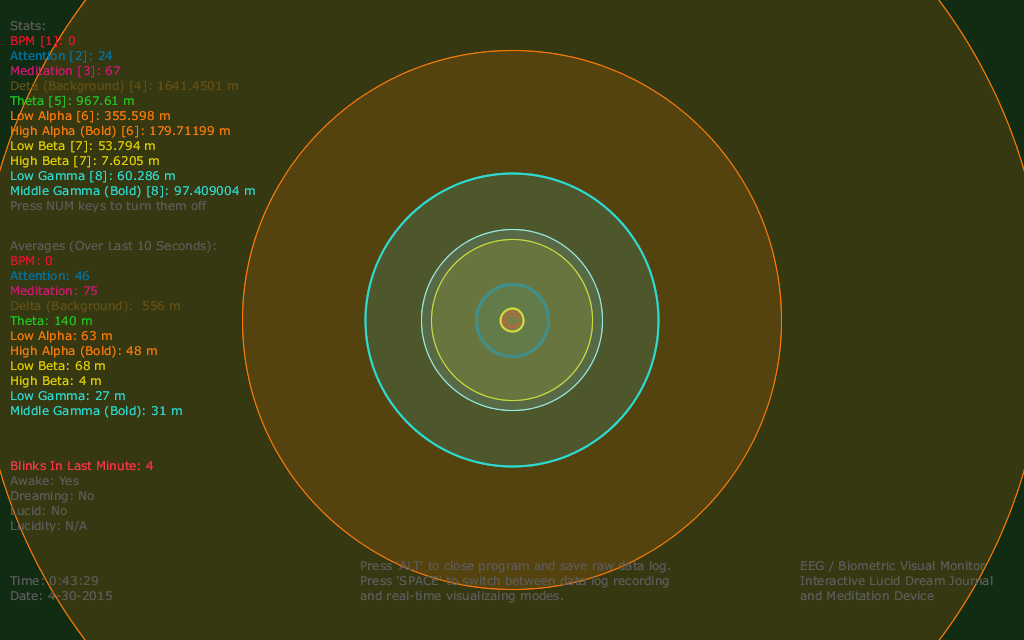 Stats:
BPM [1]: 0
Attention [2]: 24
Meditation [3]: 67
Delta (Background) [4]: 1641.4501 m
Theta [5]: 967.61 m
Low Alpha [6]: 355.598 m
High Alpha (Bold) [6]: 179.71199 m
Low Beta [7]: 53.794 m
High Beta [7]: 7.6205 m
Low Gamma [8]: 60.286 m
Middle Gamma (Bold) [8]: 97.409004 m
Press NUM keys to turn them off
Averages (Over Last 10 Seconds):
BPM: 0
Attention: 46
Meditation: 75
Delta (Background): 556 m
Theta: 140 m
Low Alpha: 63 m
High Alpha (Bold): 48 m
Low Beta: 68 m
High Beta: 4 m
Low Gamma: 27 m
Middle Gamma (Bold): 31 m
Blinks In Last Minute: 4
Awake: Yes
Dreaming: No
Lucid: No
Lucidity: N/A
Time: 0:43:29
Date: 4-30-2015
Press 'ALT' to close program and save raw data log.
Press 'SPACE' to switch between data log recording
and real-time visualizaing modes.
EEG / Biometric Visual Monitor
Interactive Lucid Dream Journal
and Meditation Device